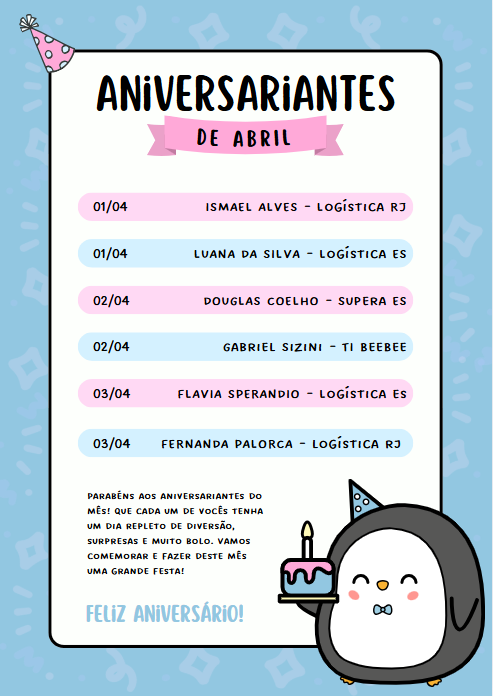 ANIVERSARIANTES
DE ABRIL
01/04 ISMAEL ALVES - LOGÍSTICA RJ
01/04 LUANA DA SILVA - LOGÍSTICA ES
02/04 DOUGLAS COELHO - SUPERA ES
02/04 GABRIEL SIZINI - TI BEEBEE
03/04 FLAVIA SPERANDIO - LOGÍSTICA ES
03/04 FERNANDA PALORCA - LOGÍSTICA RJ
PARABÉNS AOS ANIVERSARIANTES DO
MÊS! QUE CADA UM DE VOCÊS TENHA
UM DIA REPLETO DE DIVERSÃO,
SURPRESAS E MUITO BOLO. VAMOS
COMEMORAR E FAZER DESTE MÊS
UMA GRANDE FESTA!
FELIZ ANIVERSÁRIO!